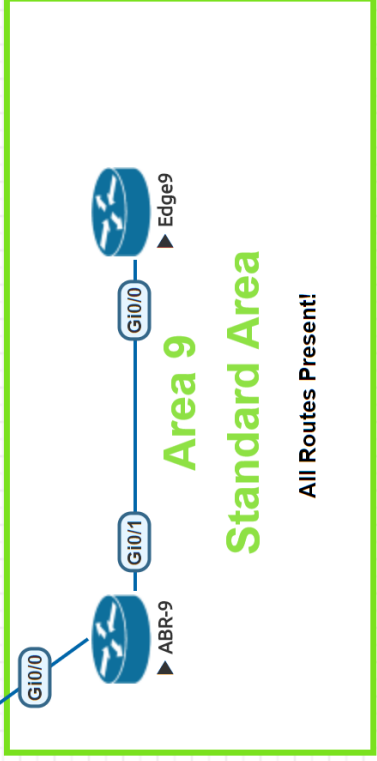 Gi0/0
▶ ABR-9
Gi0/1
Gi0/0
▶ Edge9
Area 9
Standard Area
All Routes Present!